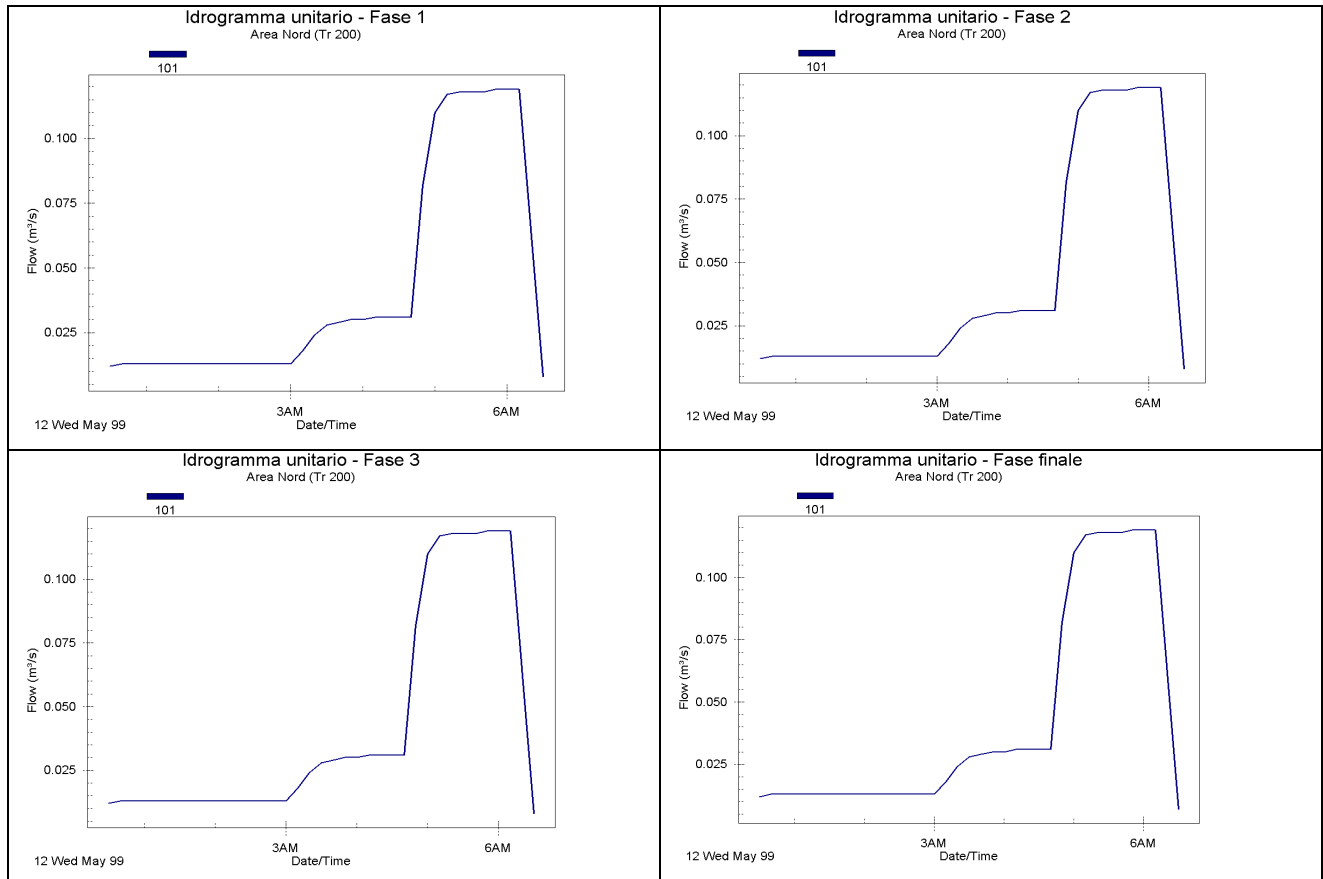 Idrogramma unitario - Fase 1
Area Nord (Tr 200)
101
0.100
0.075
0.050
0.025
Flow (m³/s)
3AM
6AM
12 Wed May 99
Date/Time
Idrogramma unitario - Fase 2
Area Nord (Tr 200)
101
0.100
0.075
0.050
0.025
Flow (m³/s)
3AM
6AM
12 Wed May 99
Date/Time
Idrogramma unitario - Fase 3
Area Nord (Tr 200)
101
0.100
0.075
0.050
0.025
Flow (m³/s)
3AM
6AM
12 Wed May 99
Date/Time
Idrogramma unitario - Fase finale
Area Nord (Tr 200)
101
0.100
0.075
0.050
0.025
Flow (m³/s)
3AM
6AM
12 Wed May 99
Date/Time